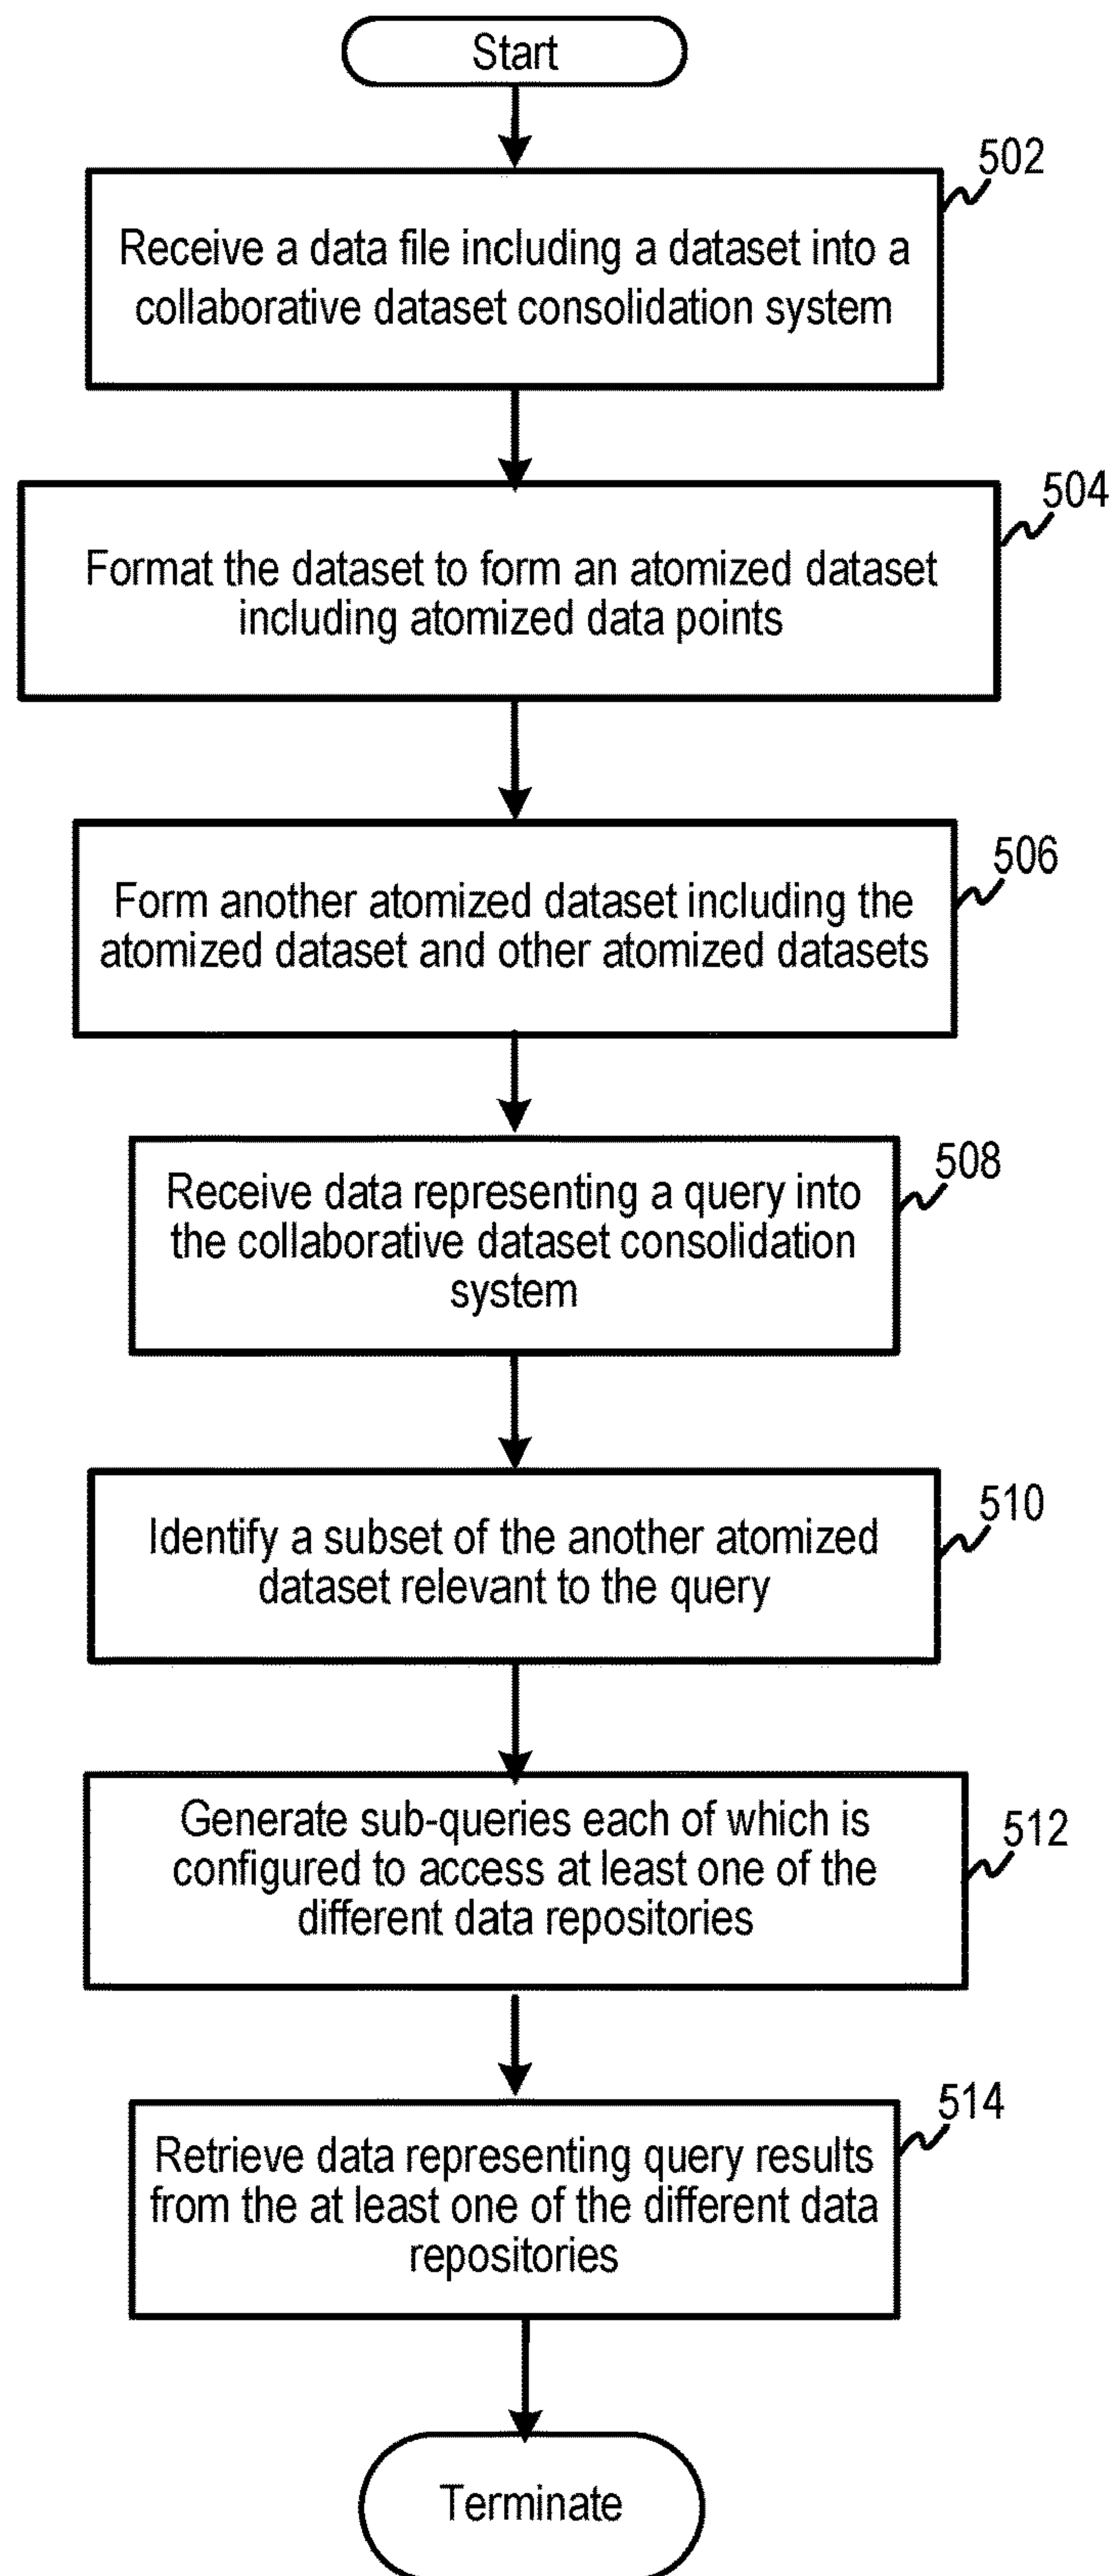 Start
502
Receive a data file including a dataset into a
collaborative dataset consolidation system
504
Format the dataset to form an atomized dataset
including atomized data points
506
Form another atomized dataset including the
atomized dataset and other atomized datasets
508
Receive data representing a query into
the collaborative dataset consolidation
system
510
Identify a subset of the another atomized
dataset relevant to the query
512
Generate sub-queries each of which is
configured to access at least one of the
different data repositories
514
Retrieve data representing query results
from the at least one of the different data
repositories
Terminate